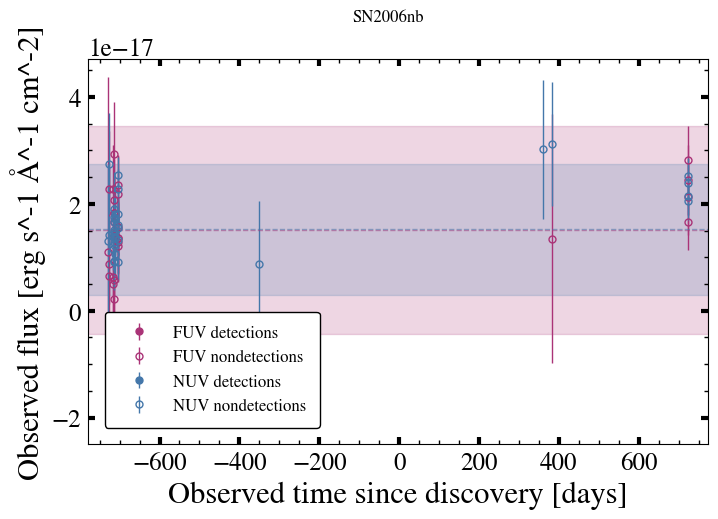 SN2006nb
1e−17
Observed flux [erg s^-1 Å^-1 cm^-2]
4
2
0
−2
FUV detections
FUV nondetections
NUV detections
NUV nondetections
−600 −400 −200 0 200 400 600
Observed time since discovery [days]